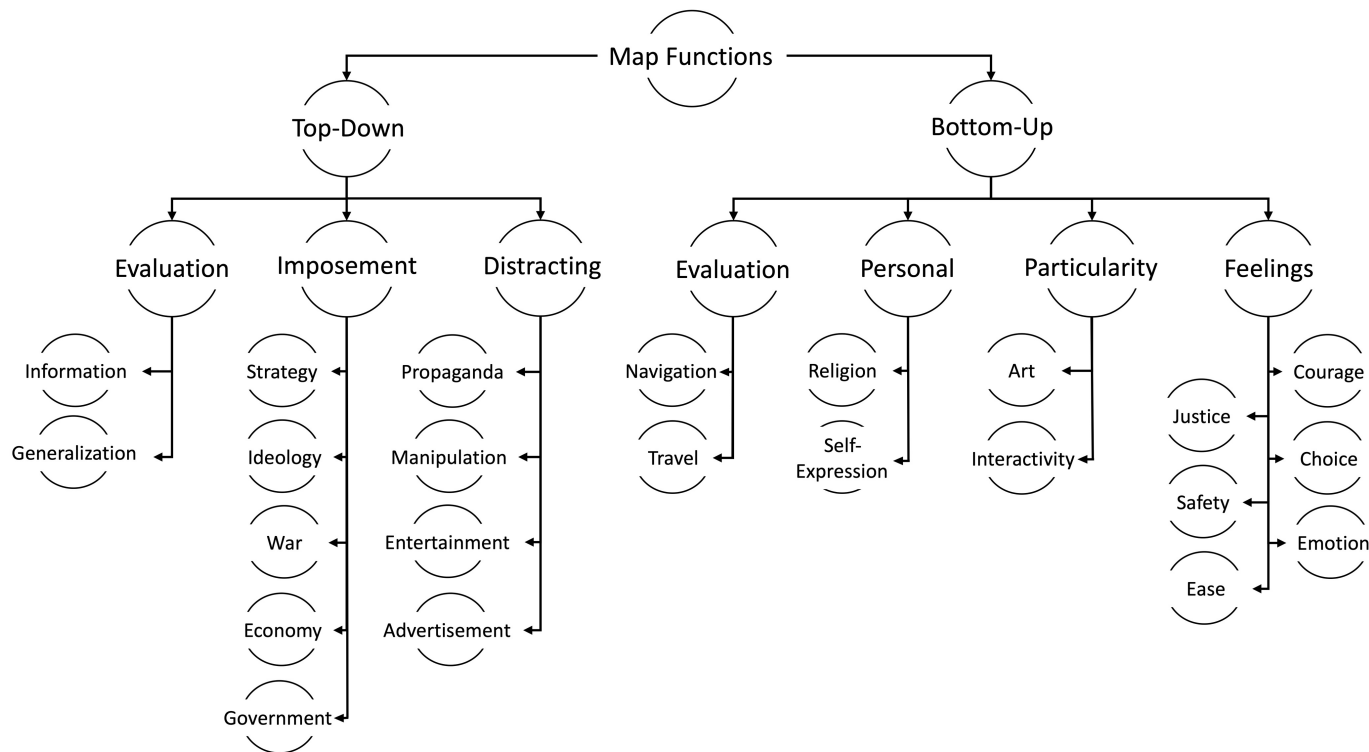 Map Functions
Top-Down
Bottom-Up
Evaluation
Imposement
Distracting
Evaluation
Personal
Particularity
Feelings
Information
Generalization
Strategy
Ideology
War
Economy
Government
Propaganda
Manipulation
Entertainment
Advertisement
Navigation
Travel
Religion
Self-
Expression
Art
Interactivity
Courage
Justice
Choice
Safety
Emotion
Ease